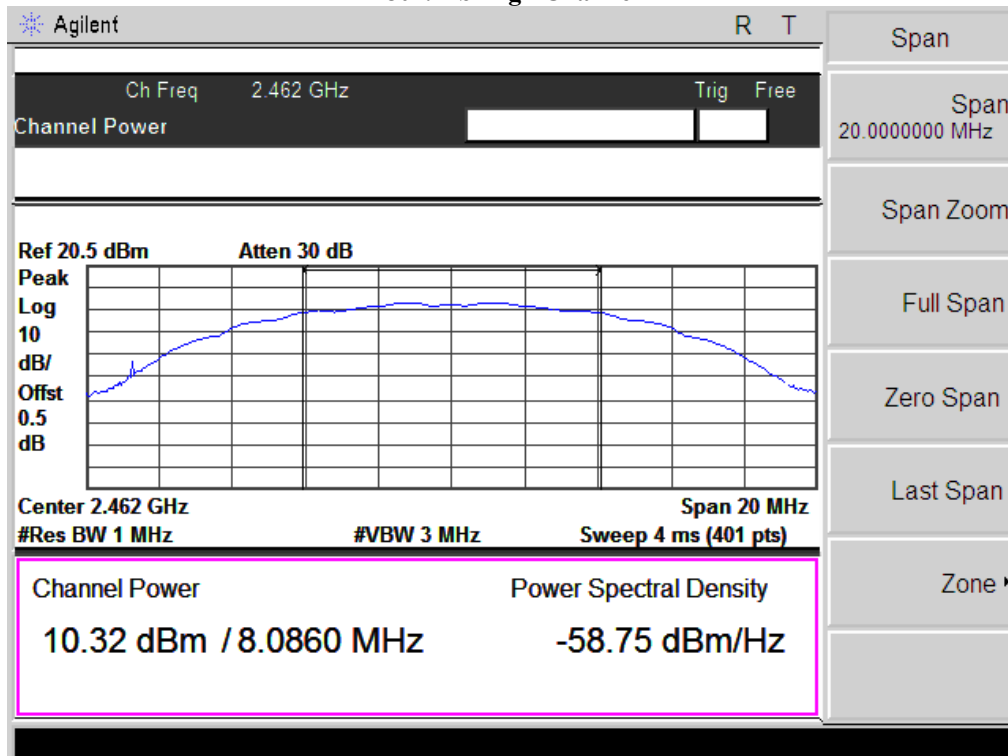 Agilent R T
Ch Freq 2.462 GHz Trig Free
Channel Power
Ref 20.5 dBm Atten 30 dB
Peak
Log
10
dB/
Offst
0.5
dB
Center 2.462 GHz Span 20 MHz
#Res BW 1 MHz #VBW 3 MHz Sweep 4 ms (401 pts)
Channel Power Power Spectral Density
10.32 dBm / 8.0860 MHz -58.75 dBm/Hz
Span
Span
20.0000000 MHz
Span Zoom
Full Span
Zero Span
Last Span
Zone